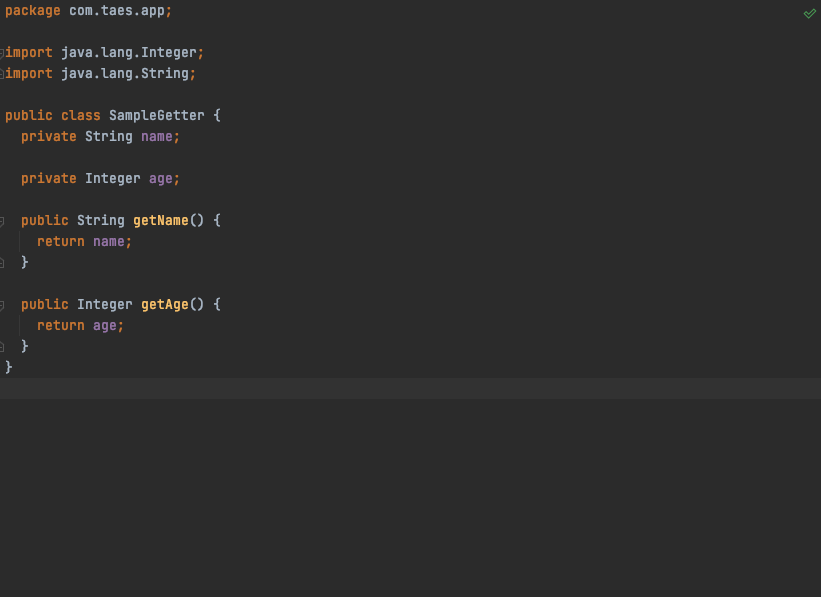 package com.taes.app;
import java.lang.Integer;
import java.lang.String;
public class SampleGetter {
  private String name;
  private Integer age;
  public String getName() {
    return name;
  }
  public Integer getAge() {
    return age;
  }
}